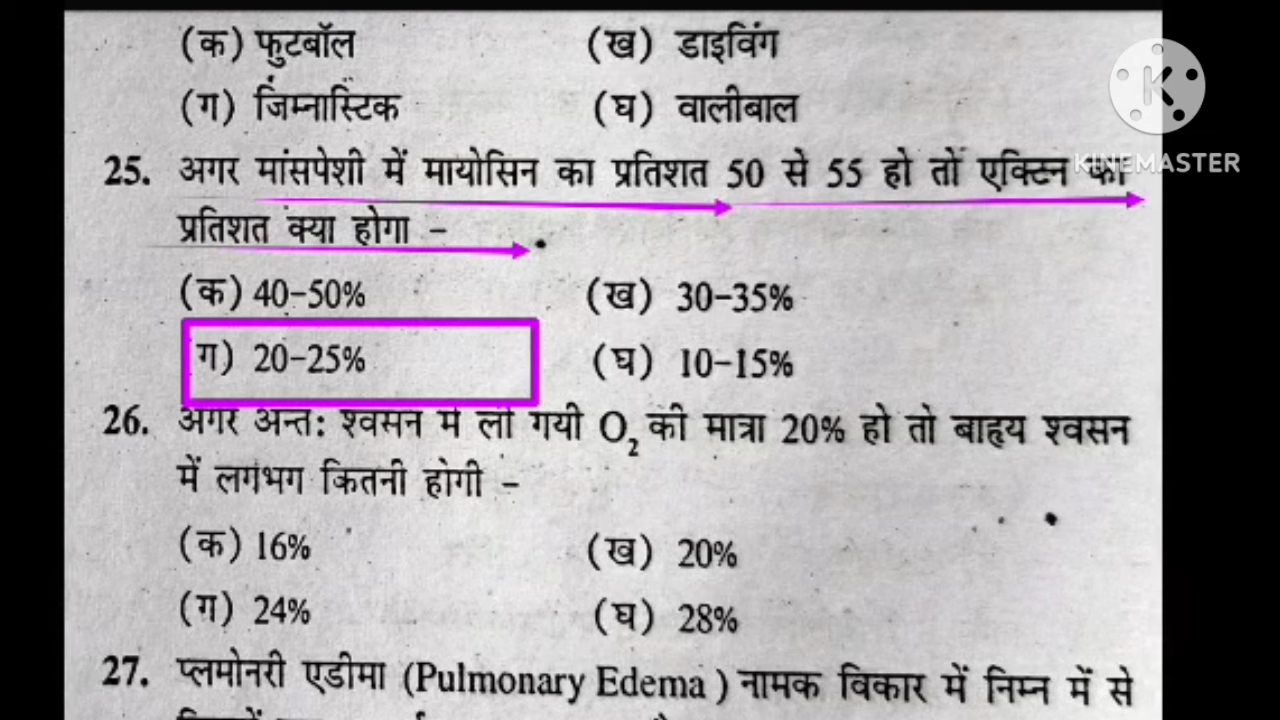 (क) फुटबॉल (ख) डाइविंग
(ग) जिम्नास्टिक (घ) वालीबाल
K
KINEMASTER
25. अगर मांसपेशी में मायोसिन का प्रतिशत 50 से 55 हो तों एक्टिन का
प्रतिशत क्या होगा –
(क) 40–50% (ख) 30–35%
ग) 20–25% (घ) 10–15%
26. अगर अन्त: श्वसन में ली गयी O₂ की मात्रा 20% हो तो बाहृय श्वसन
में लगभग कितनी होगी –
(क) 16% (ख) 20%
(ग) 24% (घ) 28%
27. प्लमोनरी एडीमा (Pulmonary Edema ) नामक विकार में निम्न में से